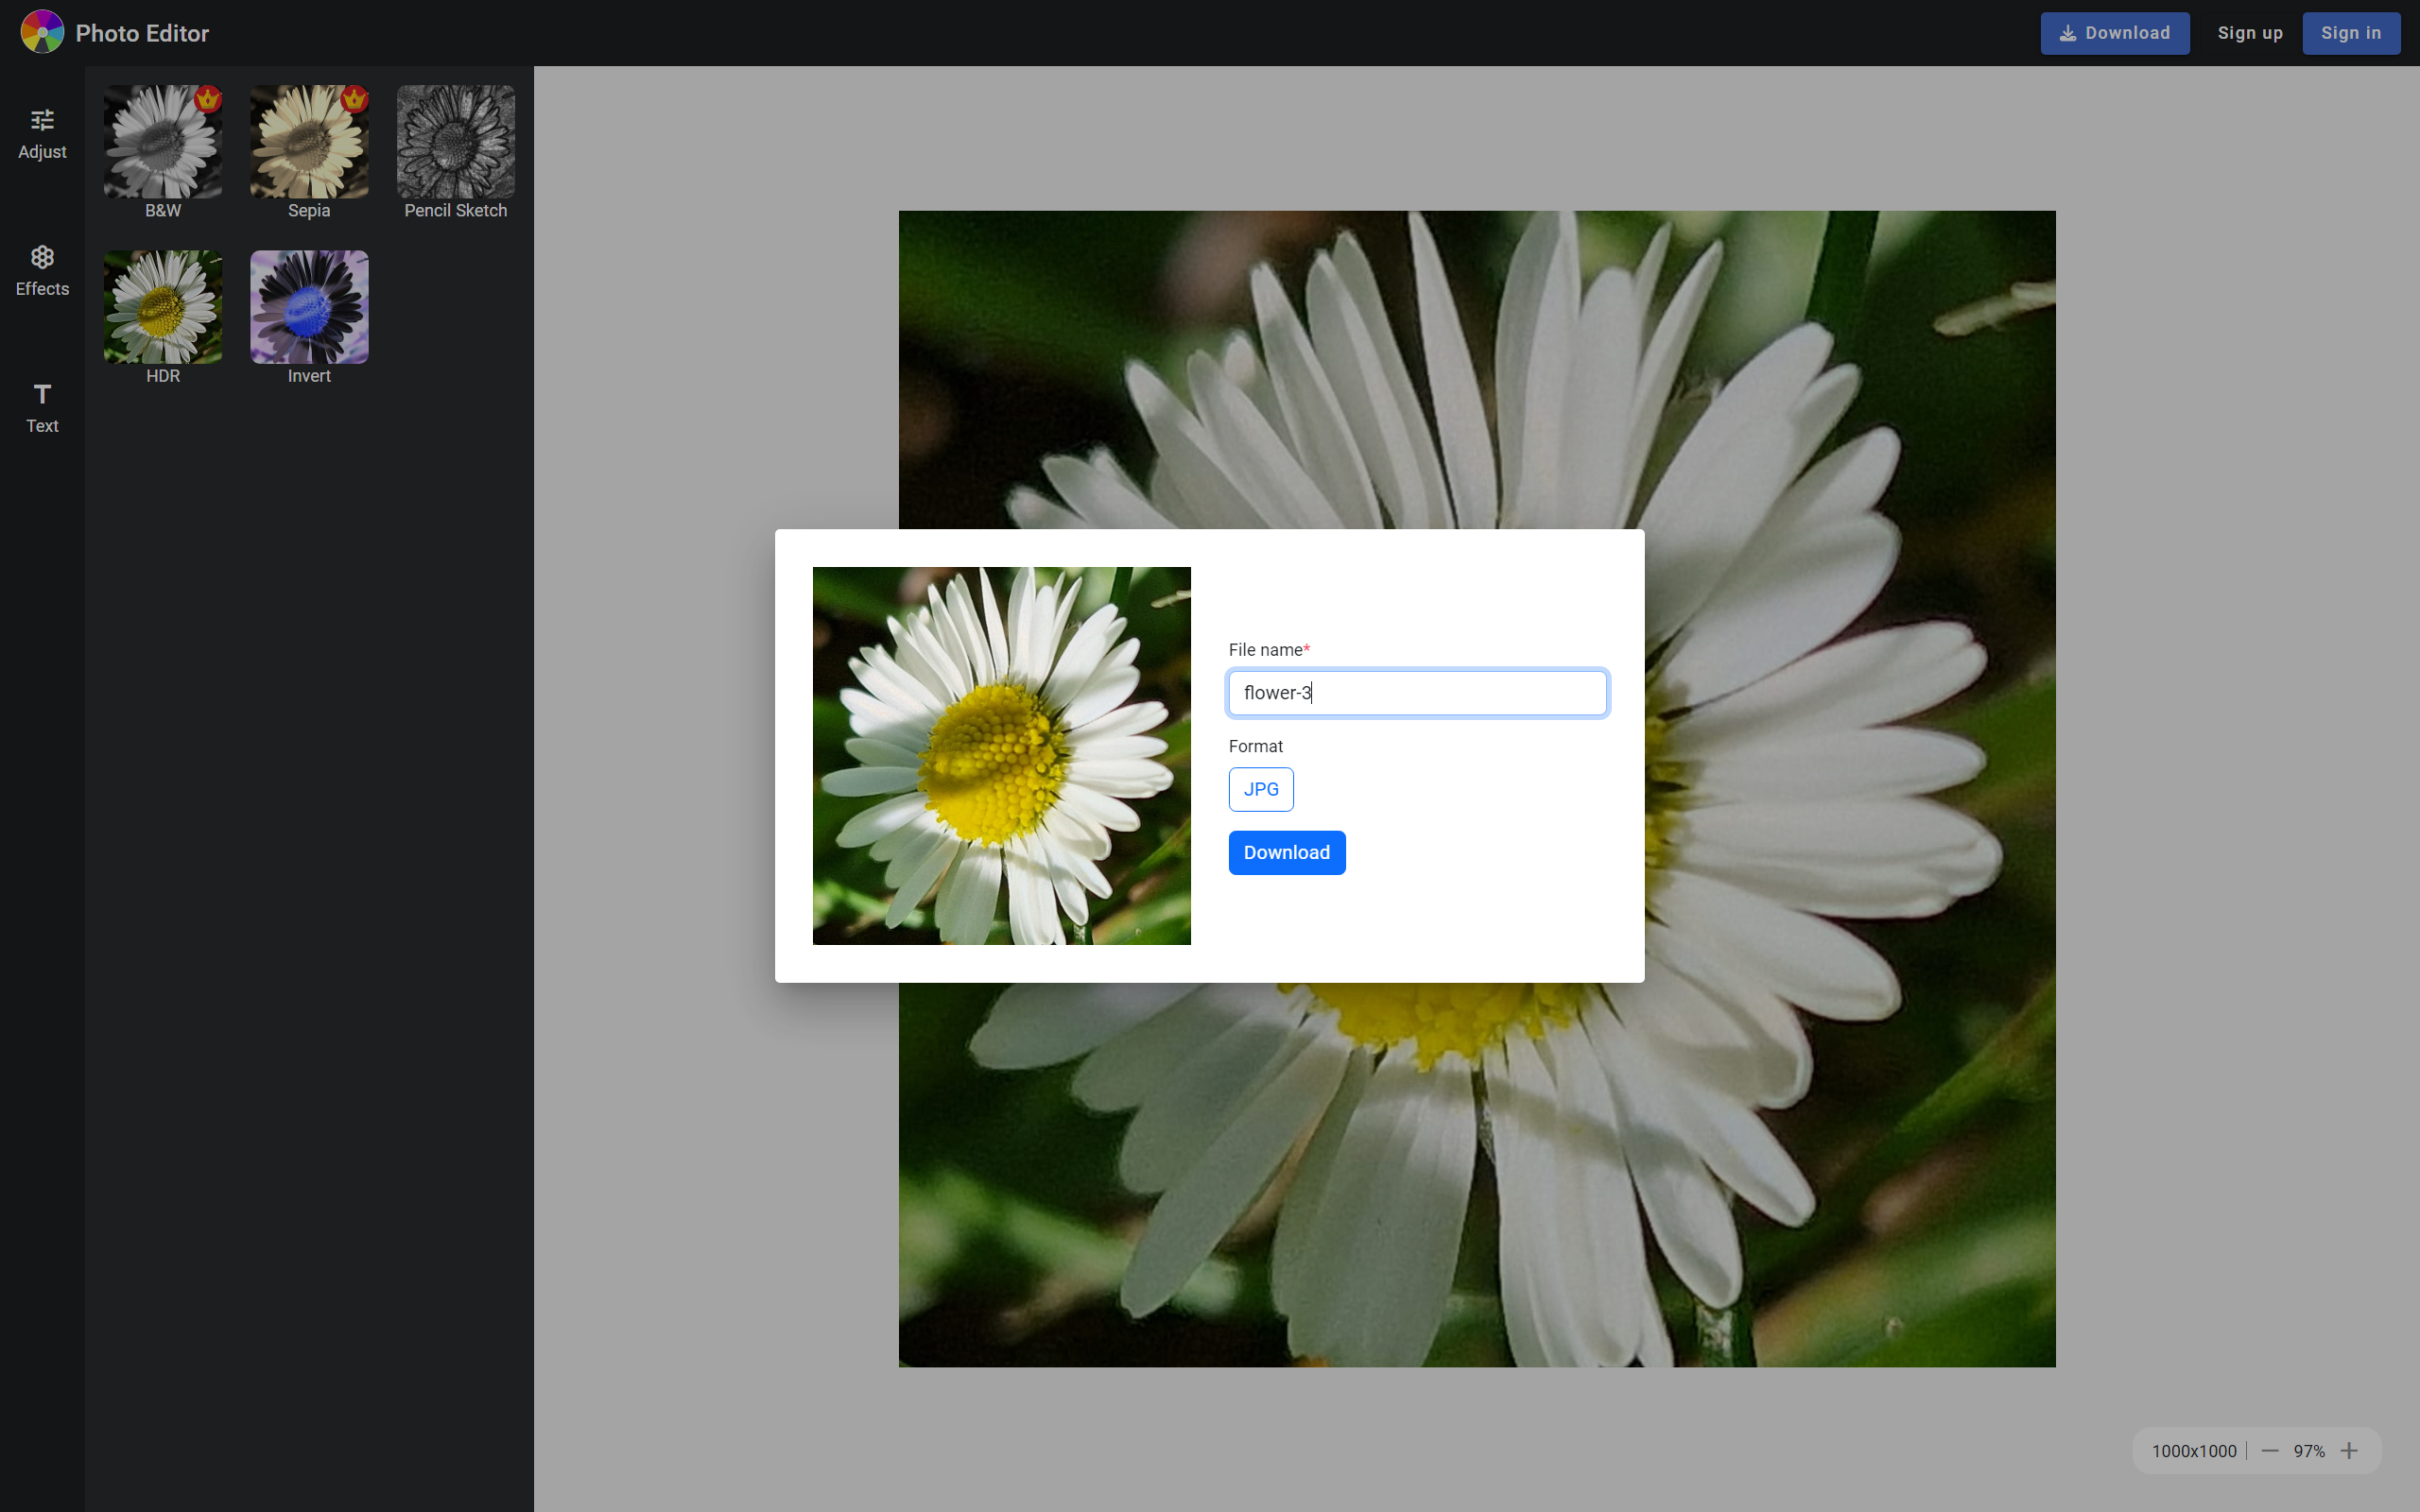 Photo Editor
Download
Sign up
Sign in
Adjust
Effects
Text
B&W
Sepia
Pencil Sketch
HDR
Invert
File name*
flower-3
Format
JPG
Download
1000x1000
97%